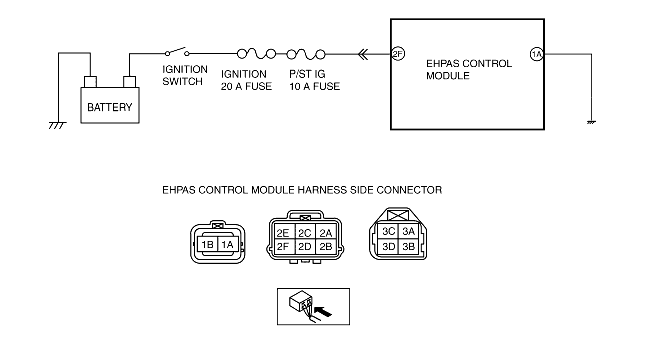 2F
1A
EHPAS CONTROL
MODULE
IGNITION
SWITCH
IGNITION
20 A FUSE
P/ST IG
10 A FUSE
BATTERY
EHPAS CONTROL MODULE HARNESS SIDE CONNECTOR
1B 1A
2E 2C 2A
2F 2D 2B
3C 3A
3D 3B